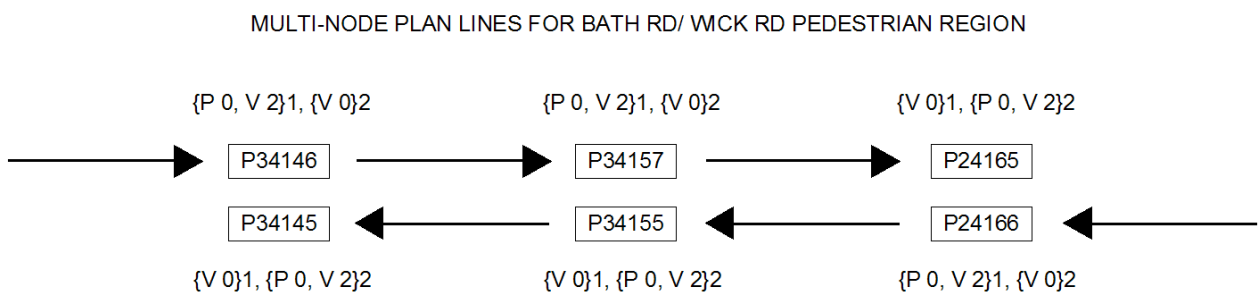 MULTI-NODE PLAN LINES FOR BATH RD/ WICK RD PEDESTRIAN REGION
{P 0, V 2}1, {V 0}2 {P 0, V 2}1, {V 0}2 {V 0}1, {P 0, V 2}2
P34146 P34157 P24165
P34145 P34155 P24166
{V 0}1, {P 0, V 2}2 {V 0}1, {P 0, V 2}2 {P 0, V 2}1, {V 0}2